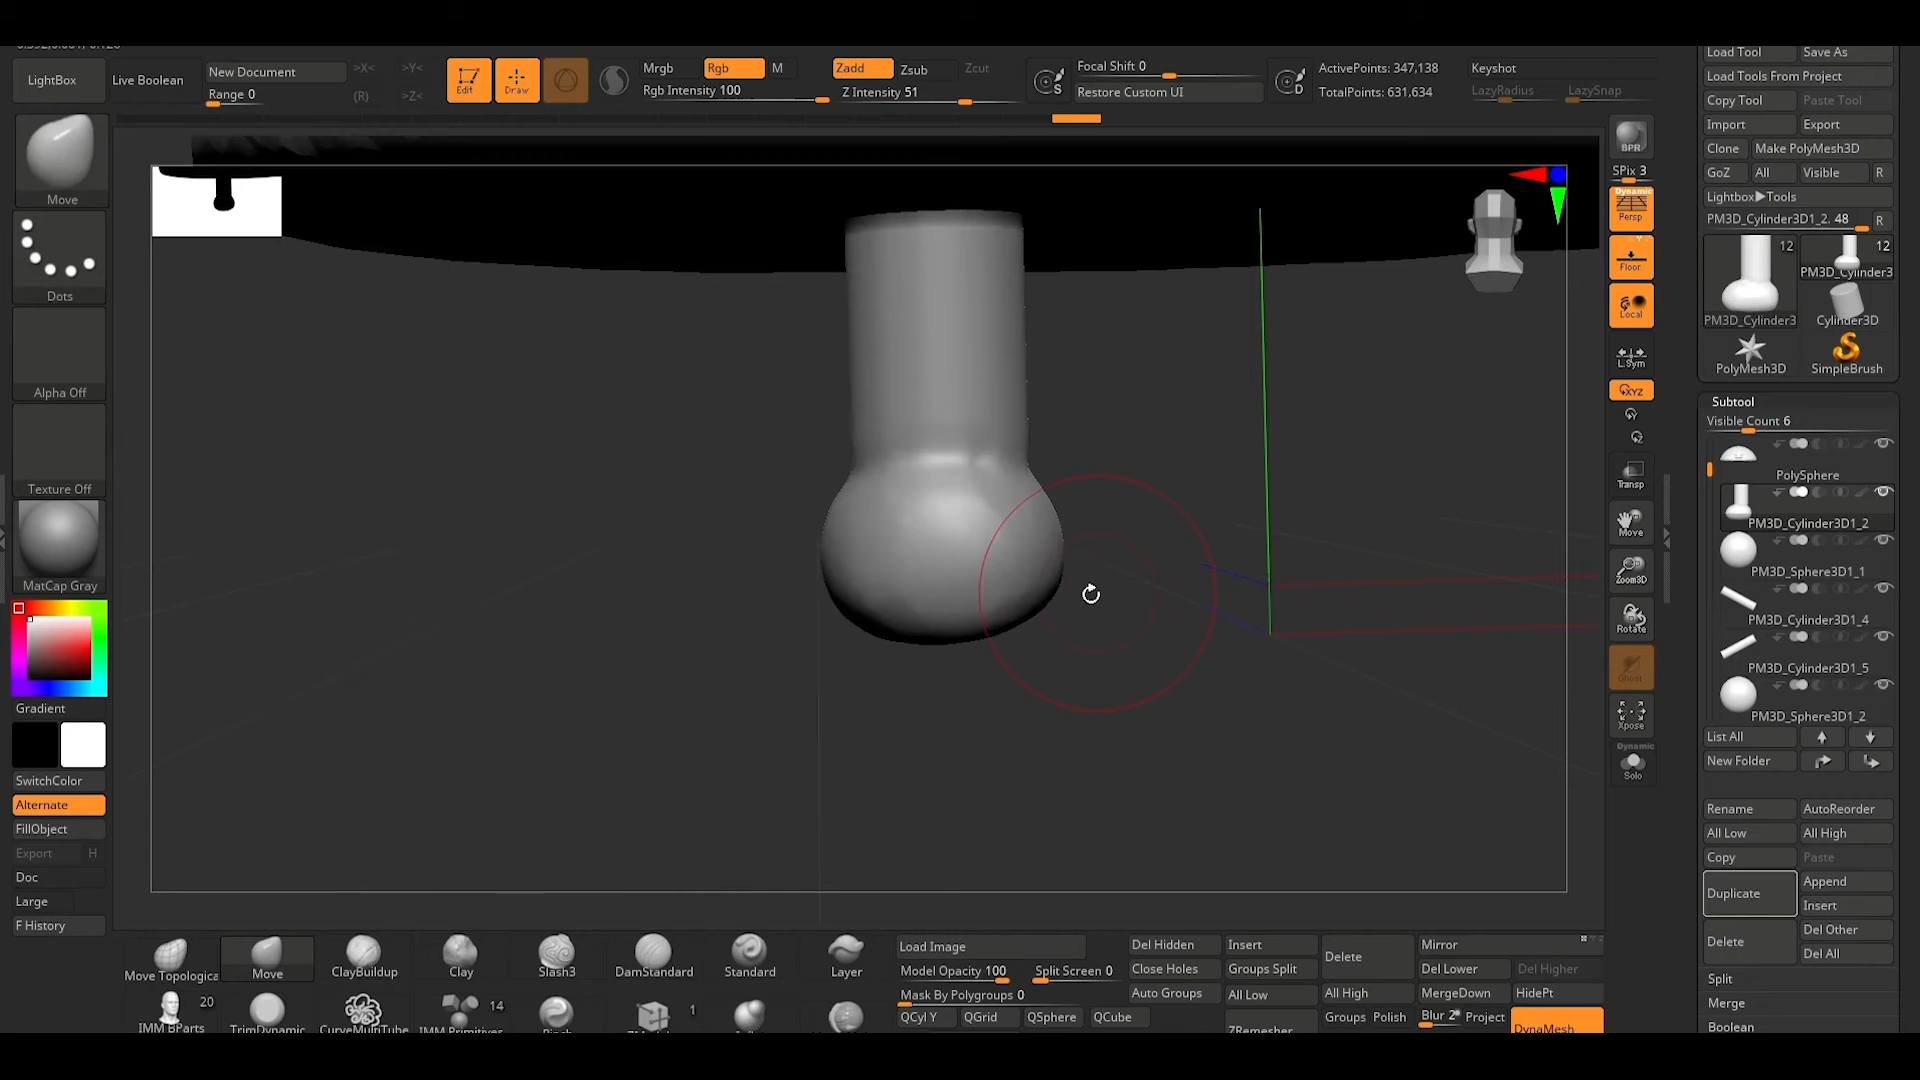 LightBox
Live Boolean
New Document
Range 0
>X<
>Y<
(R)
>Z<
Edit
Draw
Mrgb
Rgb
M
Rgb Intensity 100
Zadd
Zsub
Zcut
Z Intensity 51
S
Focal Shift 0
Restore Custom UI
D
ActivePoints: 347,138
TotalPoints: 631,634
Keyshot
LazyRadius
LazySnap
Load Tool
Save As
Load Tools From Project
Copy Tool
Paste Tool
Import
Export
Clone
Make PolyMesh3D
GoZ
All
Visible
R
Lightbox▶Tools
PM3D_Cylinder3D1_2. 48
R
12
12
PM3D_Cylinder3
PM3D_Cylinder3
Cylinder3D
PolyMesh3D
SimpleBrush
Subtool
Visible Count 6
PolySphere
PM3D_Cylinder3D1_2
PM3D_Sphere3D1_1
PM3D_Cylinder3D1_4
PM3D_Cylinder3D1_5
PM3D_Sphere3D1_2
List All
New Folder
Rename
AutoReorder
All Low
All High
Copy
Paste
Duplicate
Append
Insert
Delete
Del Other
Del All
Split
Merge
Boolean
BPR
SPix 3
Dynamic
Persp
Floor
Local
L.Sym
XYZ
Transp
Move
Zoom3D
Rotate
Ghost
Xpose
Dynamic
Solo
Move
Dots
Alpha Off
Texture Off
MatCap Gray
Gradient
SwitchColor
Alternate
FillObject
Export
H
Doc
Large
F History
Move Topologica
Move
ClayBuildup
Clay
Slash3
DamStandard
Standard
Layer
20
IMM BParts
TrimDynamic
CurveMultiTube
14
IMM Primitives
1
Load Image
Model Opacity 100
Split Screen 0
Mask By Polygroups 0
QCyl Y
QGrid
QSphere
QCube
Del Hidden
Close Holes
Auto Groups
Insert
Groups Split
All Low
ZRemesher
Delete
All High
Groups
Polish
Mirror
Del Lower
Del Higher
MergeDown
HidePt
Blur 2
Project
DynaMesh